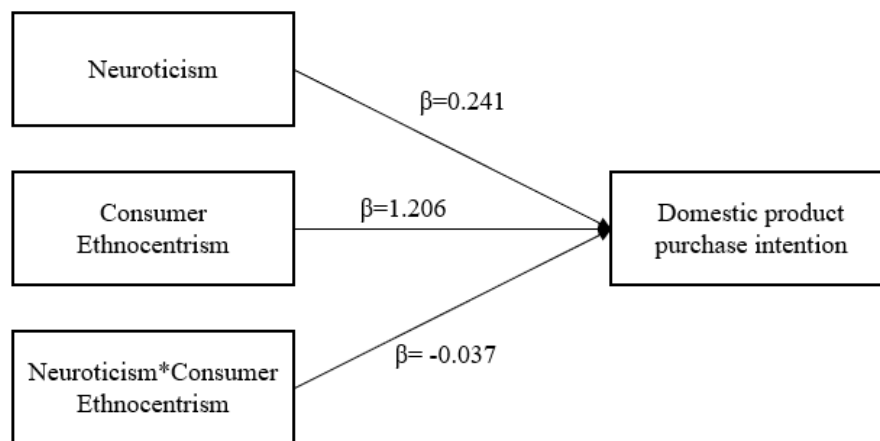 Neuroticism
β=0.241
Consumer
Ethnocentrism
β=1.206
Domestic product
purchase intention
Neuroticism*Consumer
Ethnocentrism
β= -0.037